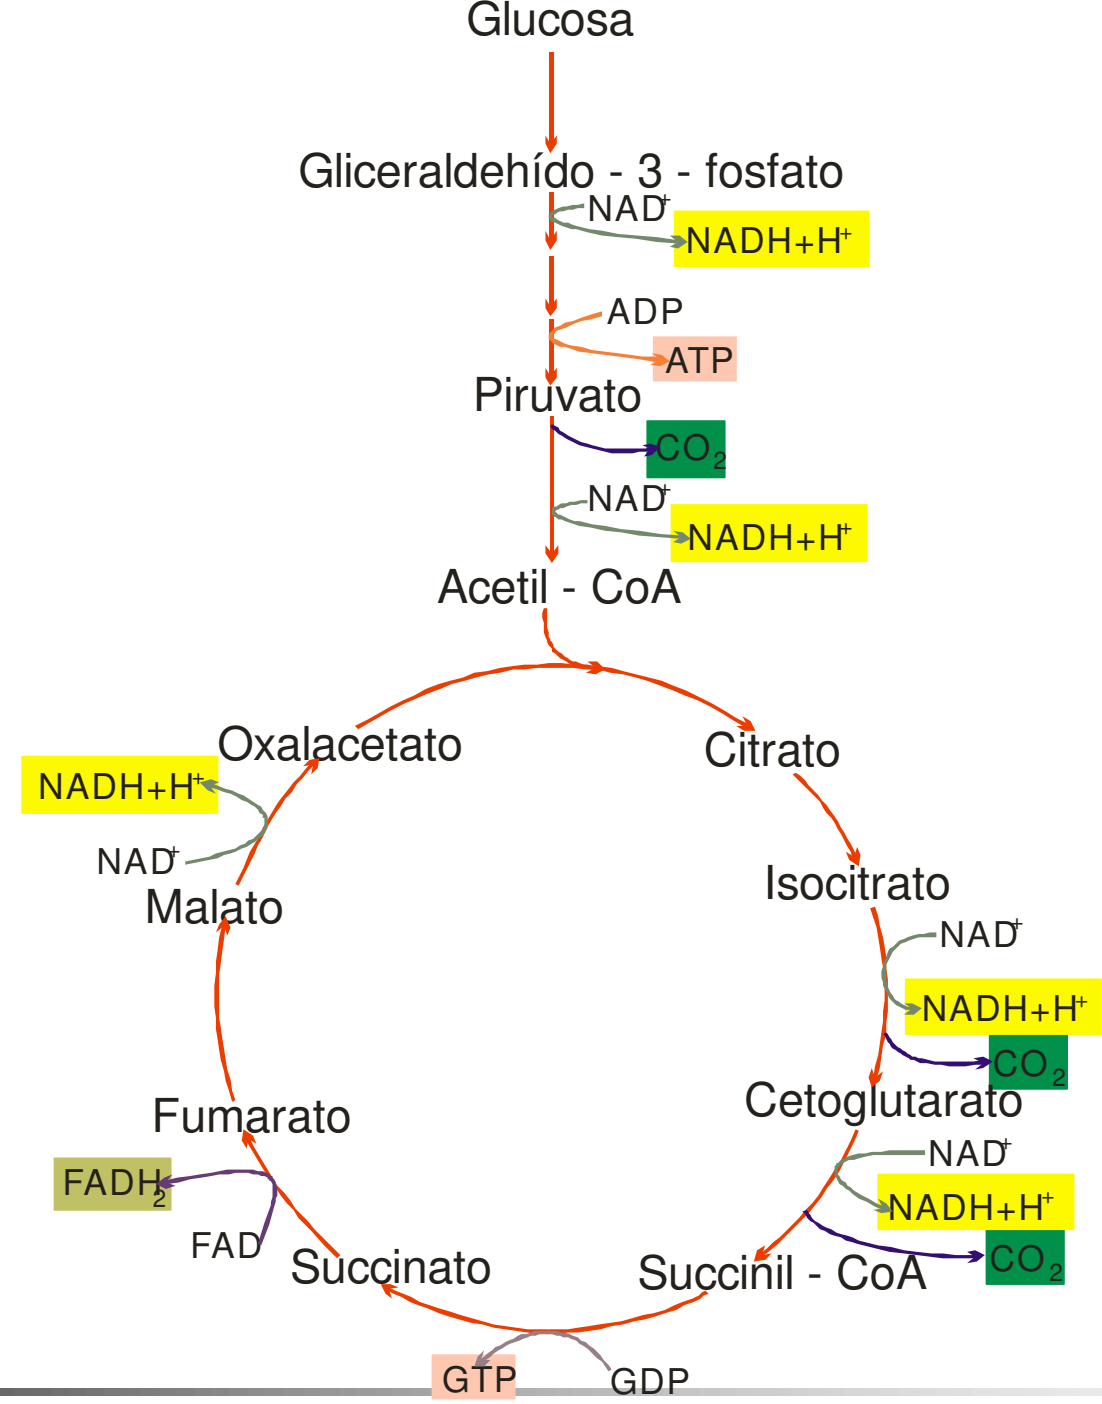 Glucosa
Gliceraldehído - 3 - fosfato
NAD+
NADH+H+
ADP
ATP
Piruvato
CO2
NAD+
NADH+H+
Acetil - CoA
Oxalacetato
Citrato
NADH+H+
NAD+
Malato
Isocitrato
NAD+
NADH+H+
CO2
Cetoglutarato
Fumarato
NAD+
FADH2
NADH+H+
FAD
CO2
Succinato
Succinil - CoA
GTP
GDP